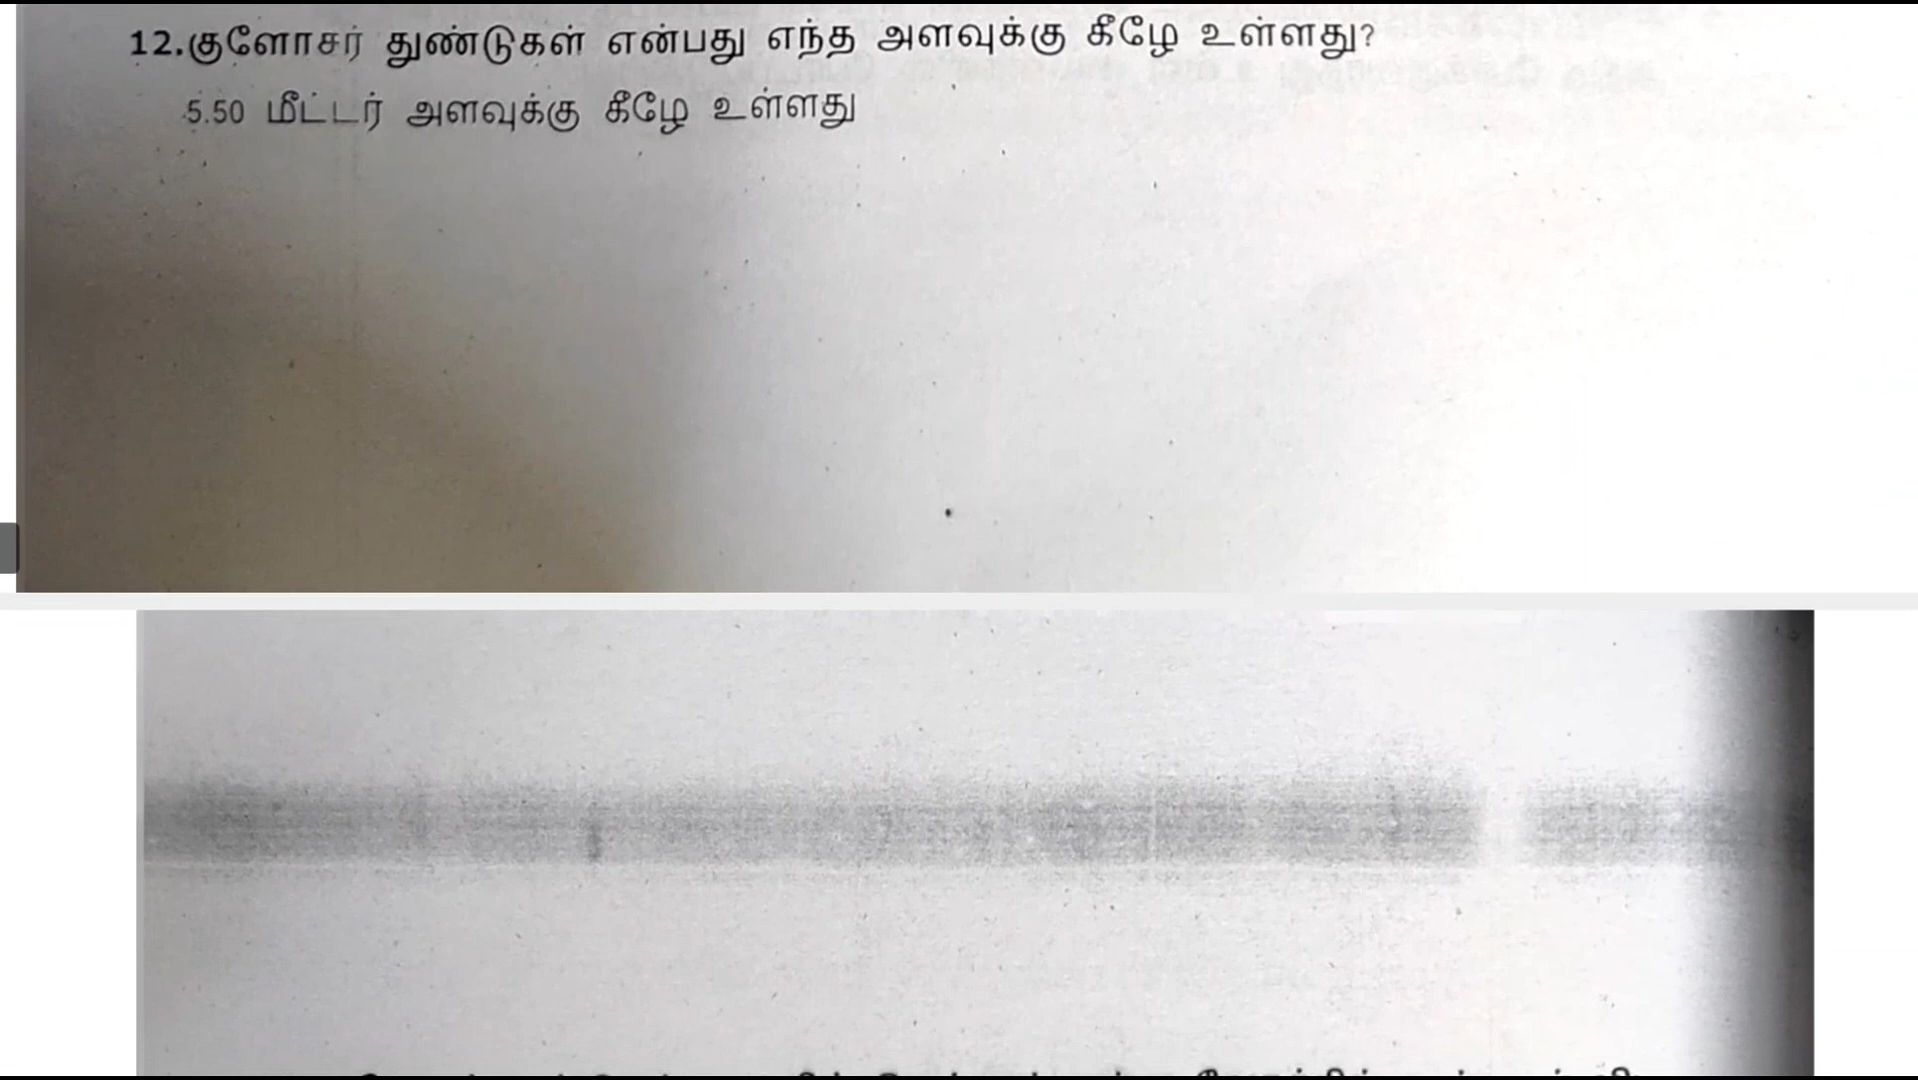 12.குளோசர் துண்டுகள் என்பது எந்த அளவுக்கு கீழே உள்ளது?
5.50 மீட்டர் அளவுக்கு கீழே உள்ளது